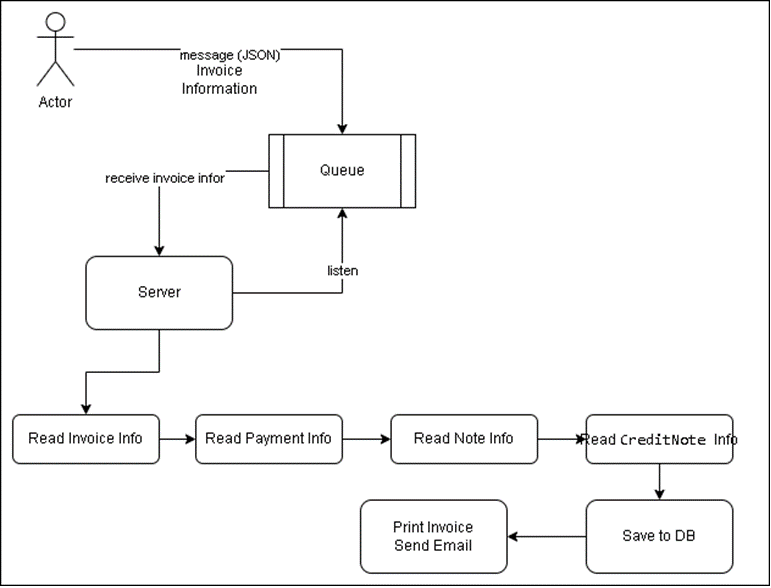 message (JSON)
Invoice
Information
Actor
Queue
receive invoice infor
listen
Server
Read Invoice Info
Read Payment Info
Read Note Info
Read CreditNote Info
Print Invoice
Send Email
Save to DB